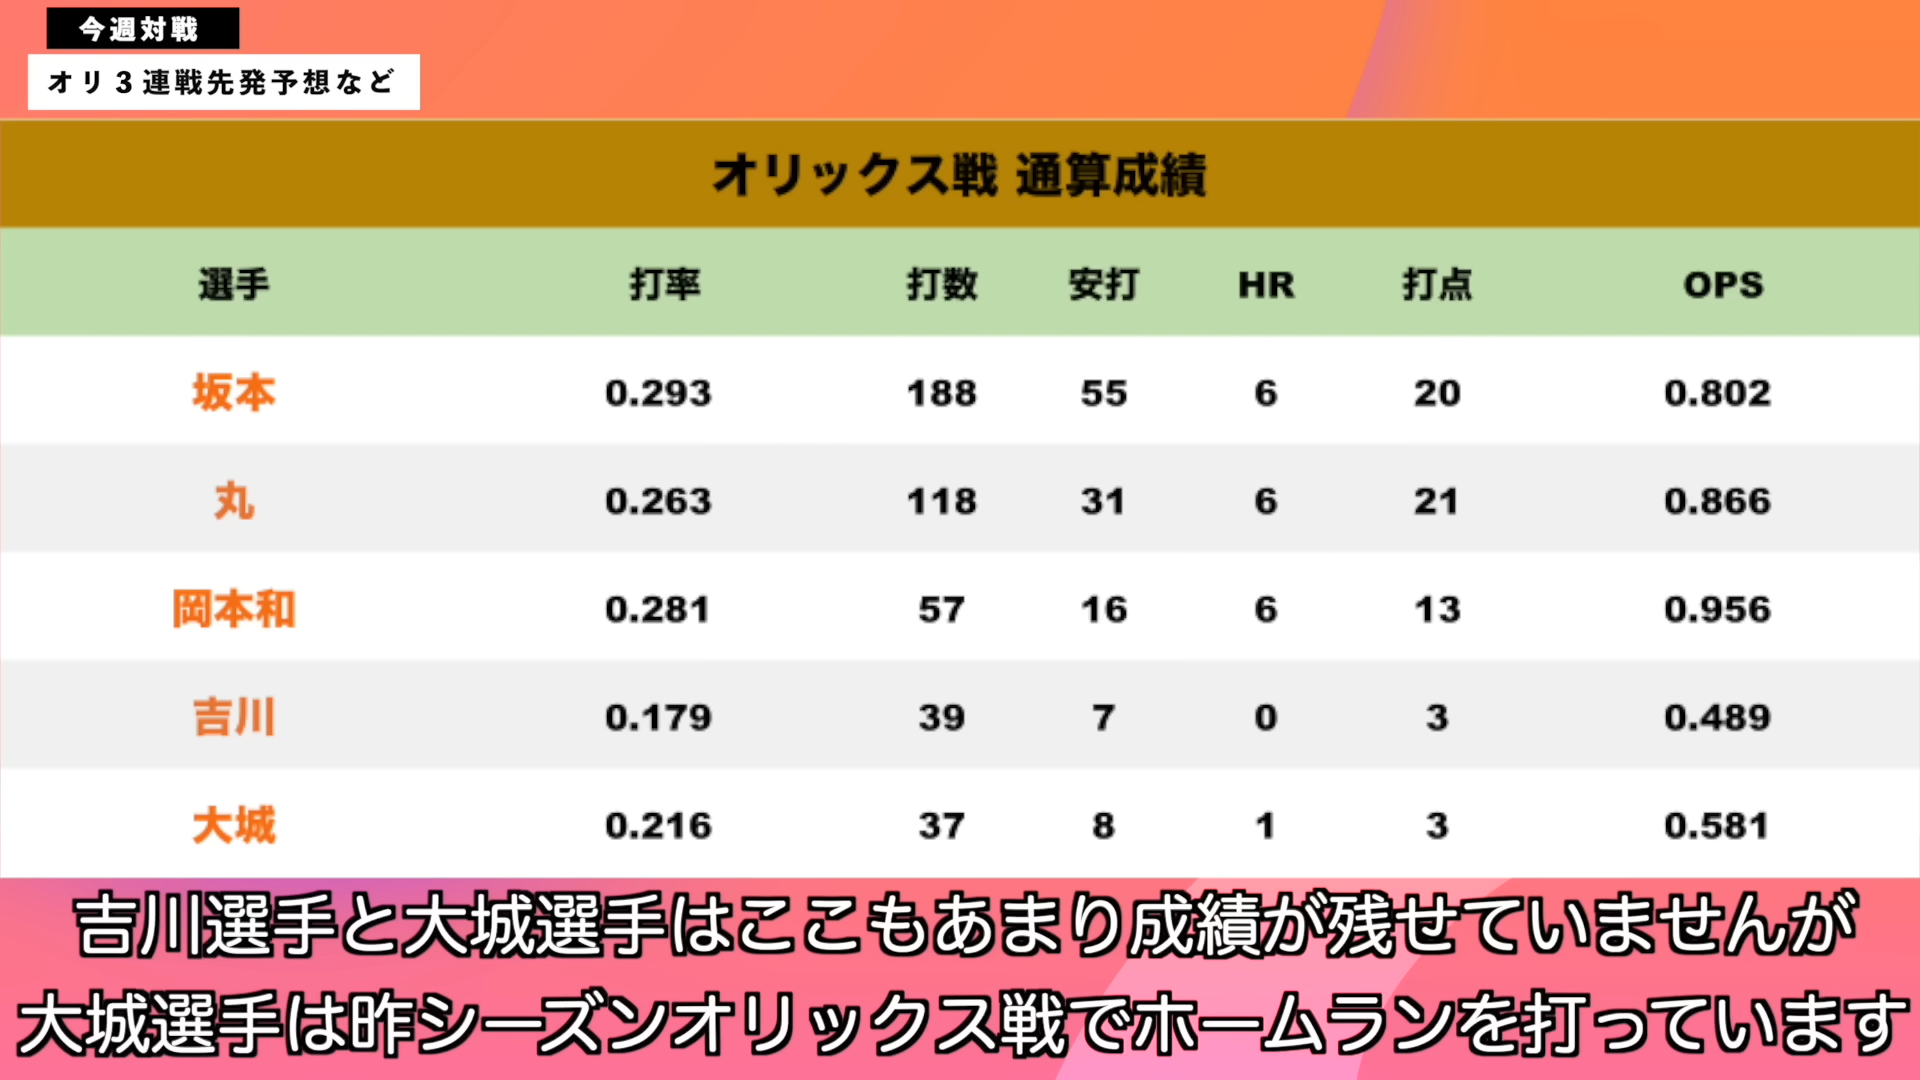 今週対戦
オリ３連戦先発予想など
オリックス戦 通算成績
選手 打率 打数 安打 HR 打点 OPS
坂本 0.293 188 55 6 20 0.802
丸 0.263 118 31 6 21 0.866
岡本和 0.281 57 16 6 13 0.956
吉川 0.179 39 7 0 3 0.489
大城 0.216 37 8 1 3 0.581
吉川選手と大城選手はここもあまり成績が残せていませんが
大城選手は昨シーズンオリックス戦でホームランを打っています